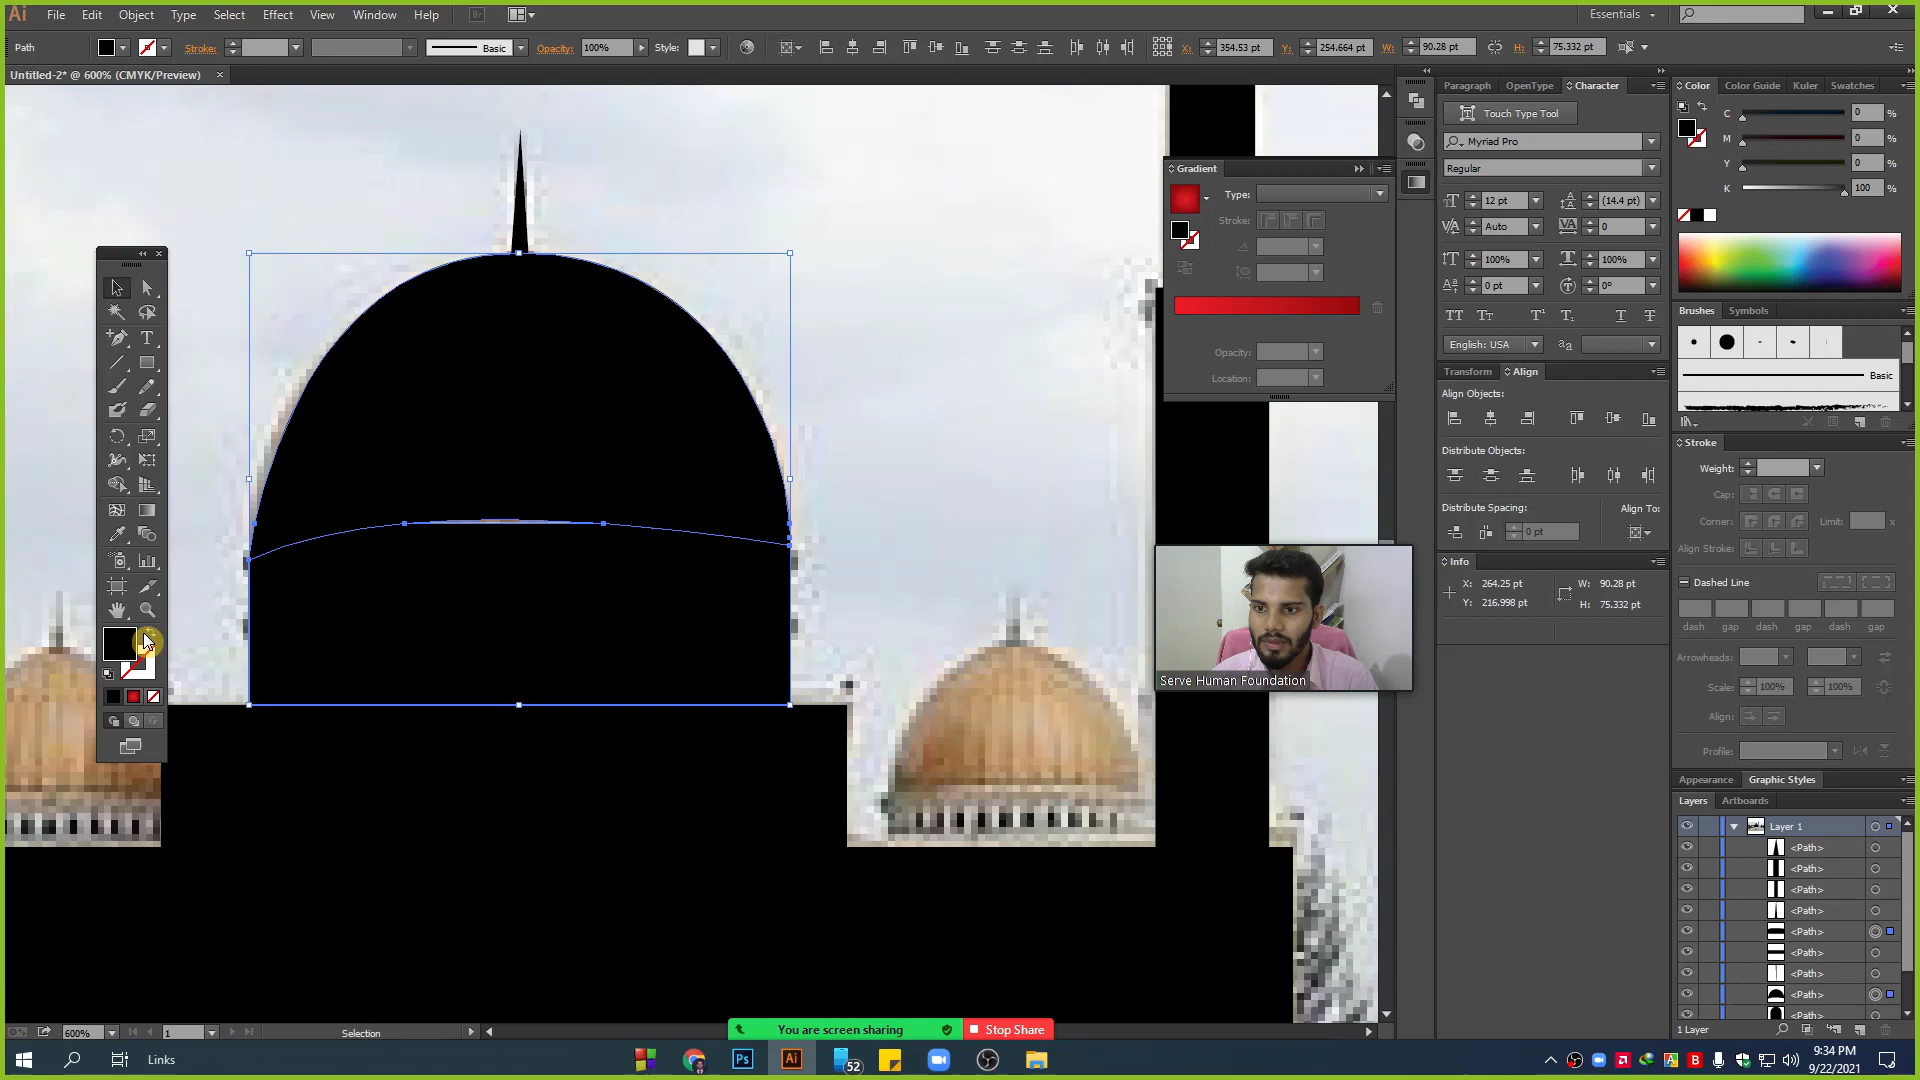 Ai File Edit Object Type Select Effect View Window Help Br Essentials
Path Stroke: Basic Opacity: 100% Style: X: 354.53 pt Y: 254.664 pt W: 90.28 pt H: 75.332 pt
Untitled-2* @ 600% (CMYK/Preview) ×
Gradient
Type:
Stroke:
Opacity:
Location:
Paragraph OpenType Character
Touch Type Tool
Myriad Pro
Regular
12 pt (14.4 pt)
Auto 0
100% 100%
0 pt 0°
English: USA
Transform Align
Align Objects:
Distribute Objects:
Distribute Spacing: Align To:
0 pt
Info
X: 264.25 pt W: 90.28 pt
Y: 216.998 pt H: 75.332 pt
Color Color Guide Kuler Swatches
C 0 %
M 0 %
Y 0 %
K 100 %
Brushes Symbols
Basic
Stroke
Weight:
Cap:
Corner: Limit: x
Align Stroke:
Dashed Line
dash gap dash gap dash gap
Arrowheads:
Scale: 100% 100%
Align:
Profile:
Appearance Graphic Styles
Layers Artboards
Layer 1
<Path>
<Path>
<Path>
<Path>
<Path>
<Path>
<Path>
<Path>
<Path>
1 Layer
Serve Human Foundation
600% 1 Selection
You are screen sharing Stop Share
Links Ps Ai 52
9:34 PM
9/22/2021